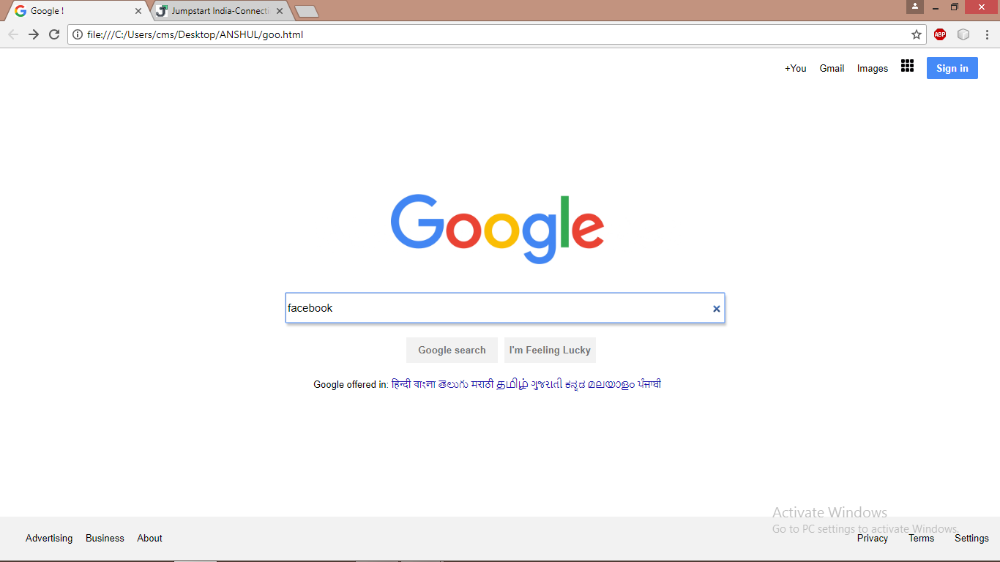 Google !
Jumpstart India-Connecti
file:///C:/Users/cms/Desktop/ANSHUL/goo.html
ABP
+You Gmail Images Sign in
Google
facebook
Google search I'm Feeling Lucky
Google offered in: हिन्दी বাংলা తెలుగు मराठी தமிழ் ગુજરાતી ಕನ್ನಡ മലയാളം ਪੰਜਾਬੀ
Activate Windows
Go to PC settings to activate Windows.
Advertising Business About Privacy Terms Settings